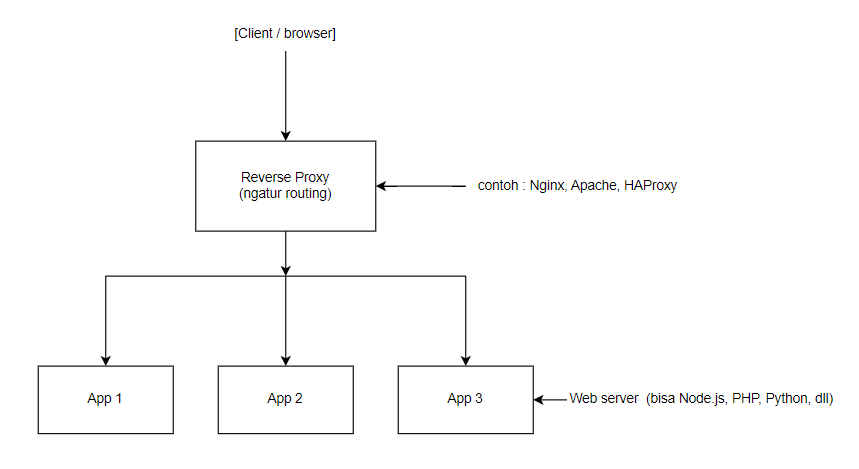 [Client / browser]
Reverse Proxy
(ngatur routing)
contoh : Nginx, Apache, HAProxy
App 1
App 2
App 3
Web server  (bisa Node.js, PHP, Python, dll)